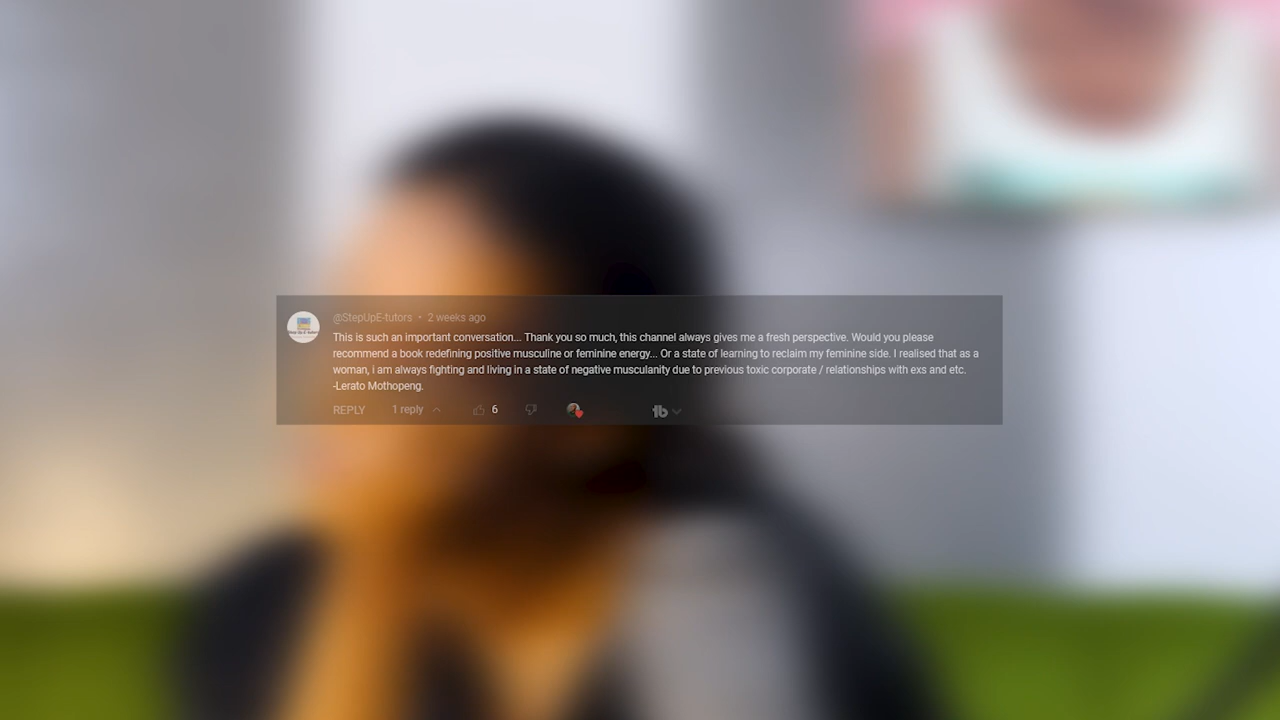 @StepUpE-tutors • 2 weeks ago
This is such an important conversation... Thank you so much, this channel always gives me a fresh perspective. Would you please
recommend a book redefining positive musculine or feminine energy... Or a state of learning to reclaim my feminine side. I realised that as a
woman, i am always fighting and living in a state of negative muscularity due to previous toxic corporate / relationships with exs and etc.
-Lerato Mothopeng.
REPLY 1 reply 6